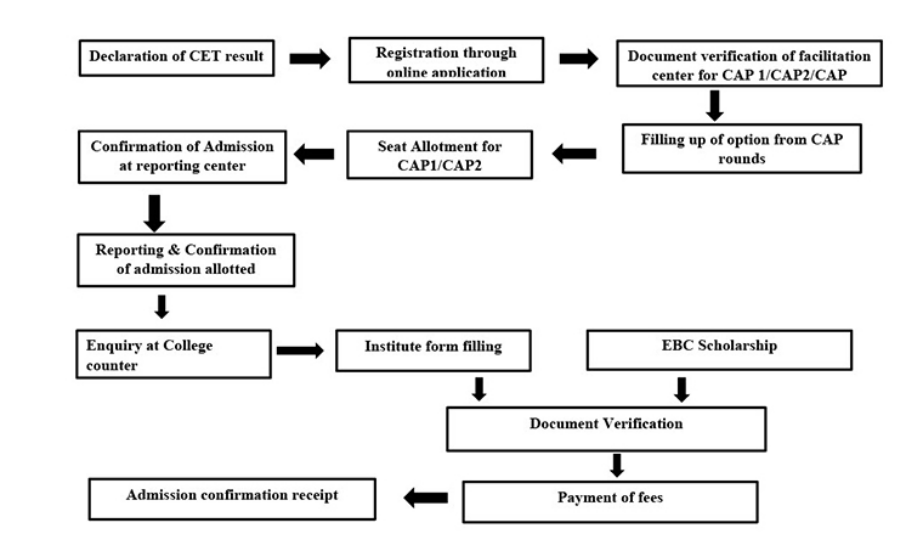 Declaration of CET result
Registration through
online application
Document verification of facilitation
center for CAP 1/CAP2/CAP
Confirmation of Admission
at reporting center
Seat Allotment for
CAP1/CAP2
Filling up of option from CAP
rounds
Reporting & Confirmation
of admission allotted
Enquiry at College
counter
Institute form filling
EBC Scholarship
Document Verification
Admission confirmation receipt
Payment of fees